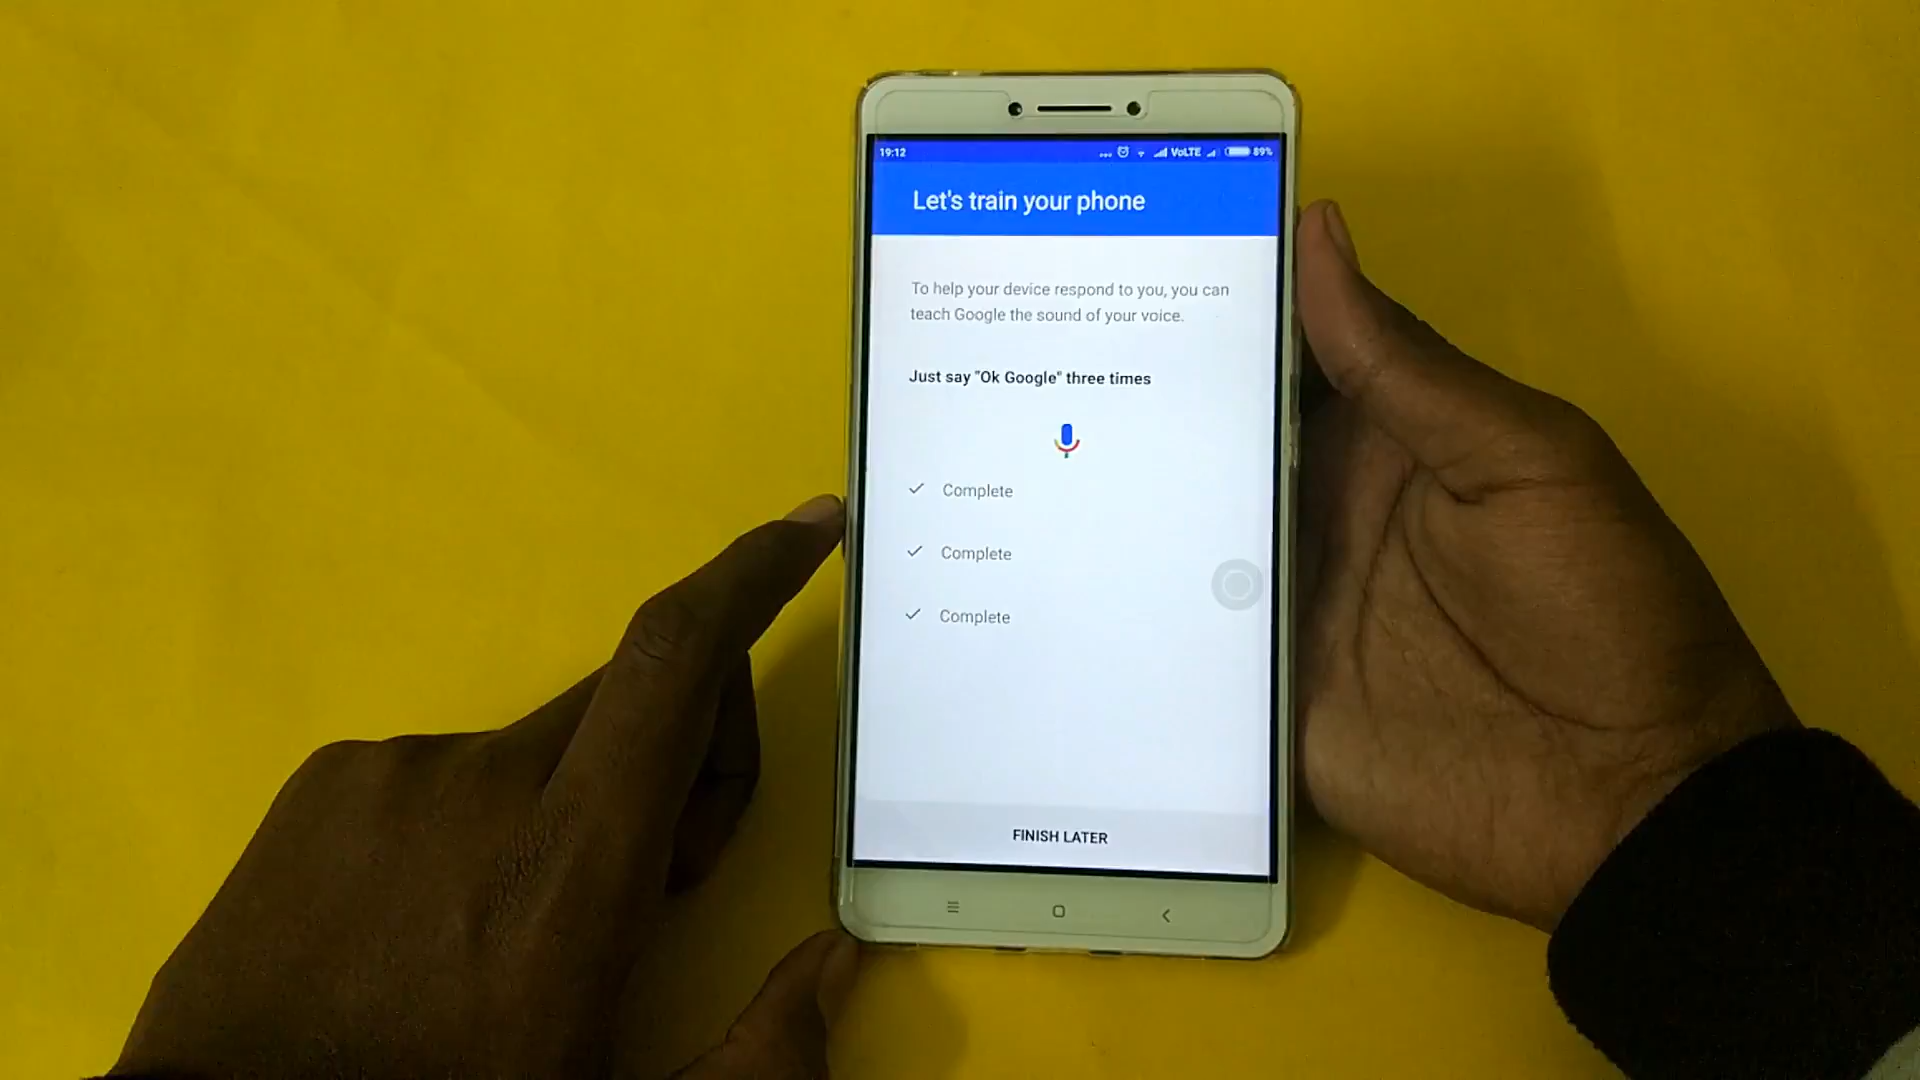 19:12
... VoLTE 89%
Let's train your phone
To help your device respond to you, you can
teach Google the sound of your voice.
Just say "Ok Google" three times
Complete
Complete
Complete
FINISH LATER